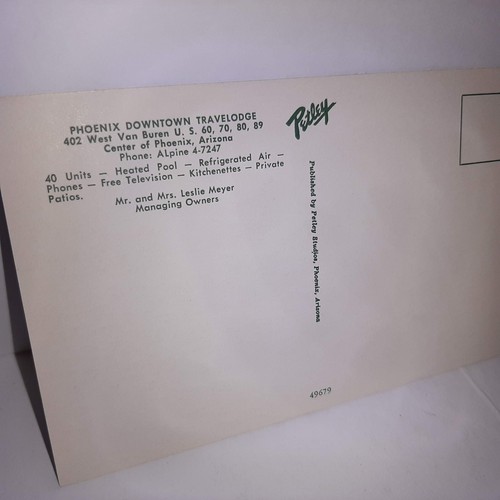 PHOENIX DOWNTOWN TRAVELODGE
402 West Van Buren U. S. 60, 70, 80, 89
Center of Phoenix, Arizona
Phone: ALpine 4-7247
40 Units — Heated Pool — Refrigerated Air —
Phones — Free Television — Kitchenettes — Private
Patios.
Mr. and Mrs. Leslie Meyer
Managing Owners
Petley
Published by Petley Studios, Phoenix, Arizona
49679